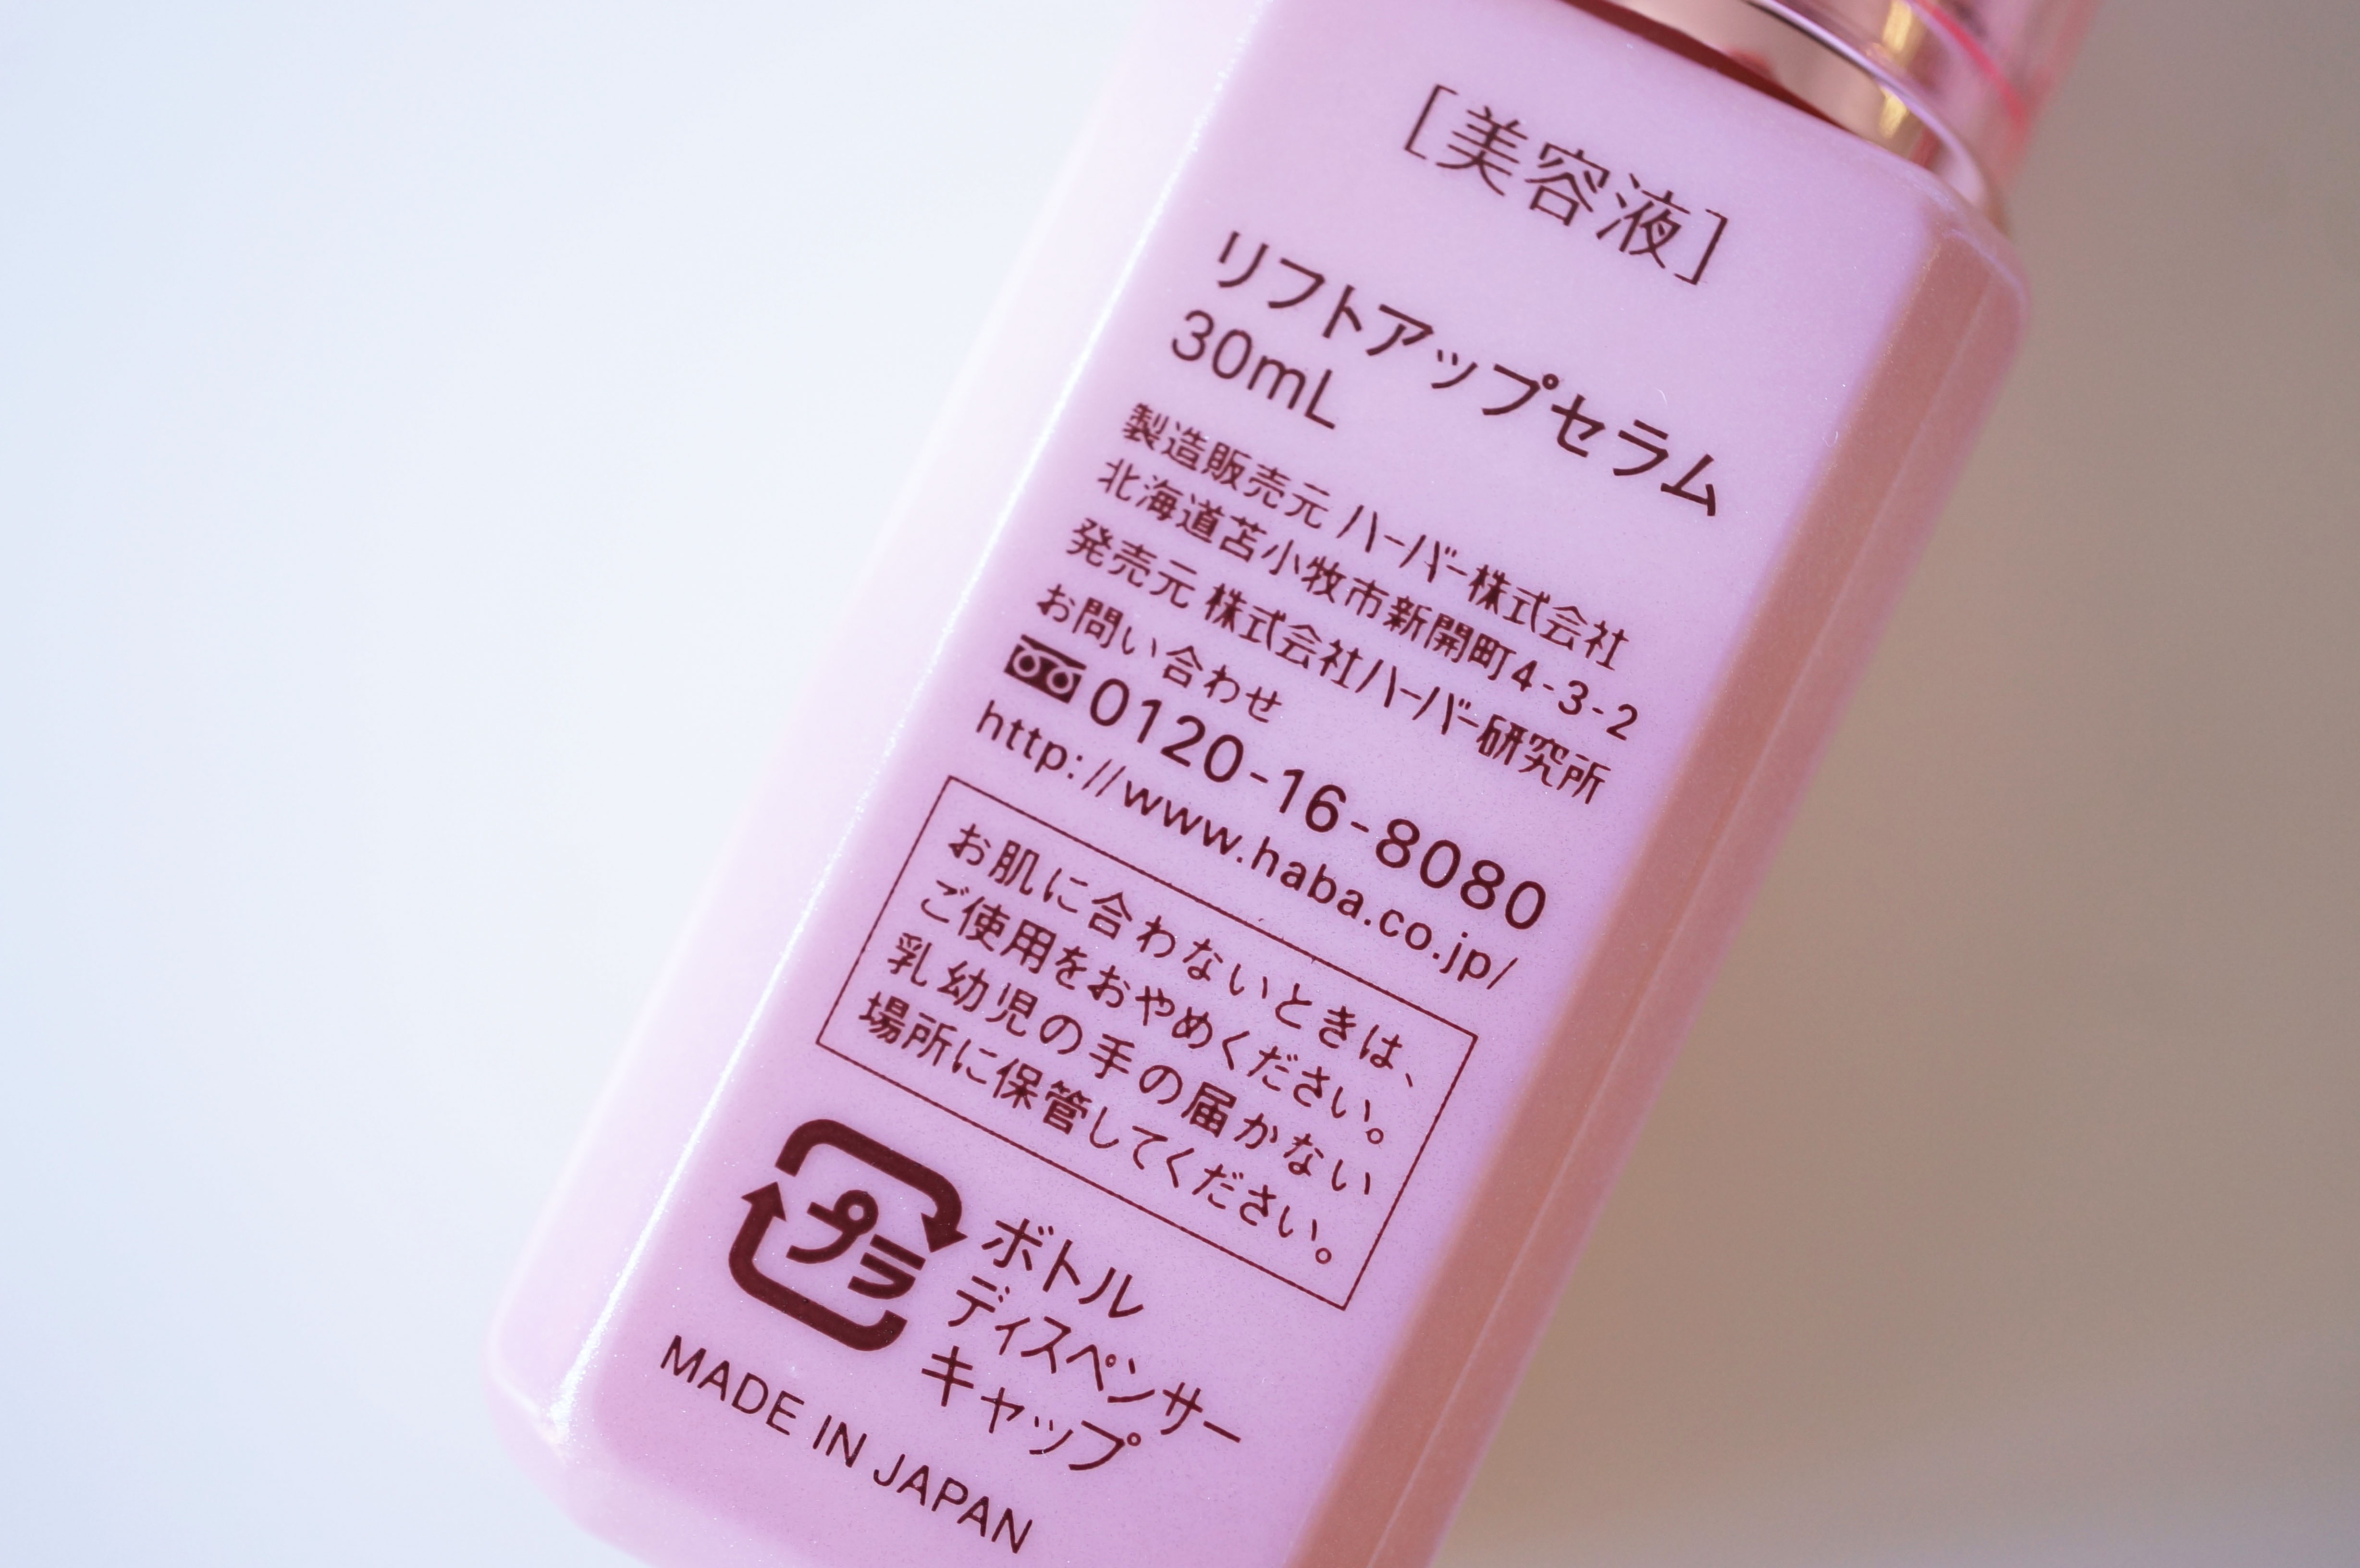 ［美容液］
リフトアップセラム
30mL
製造販売元 ハーバー株式会社
北海道苫小牧市新開町4-3-2
発売元 株式会社ハーバー研究所
お問い合わせ
0120-16-8080
http://www.haba.co.jp/
お肌に合わないときは、
ご使用をおやめください。
乳幼児の手の届かない
場所に保管してください。
プラ
ボトル
ディスペンサー
キャップ
MADE IN JAPAN